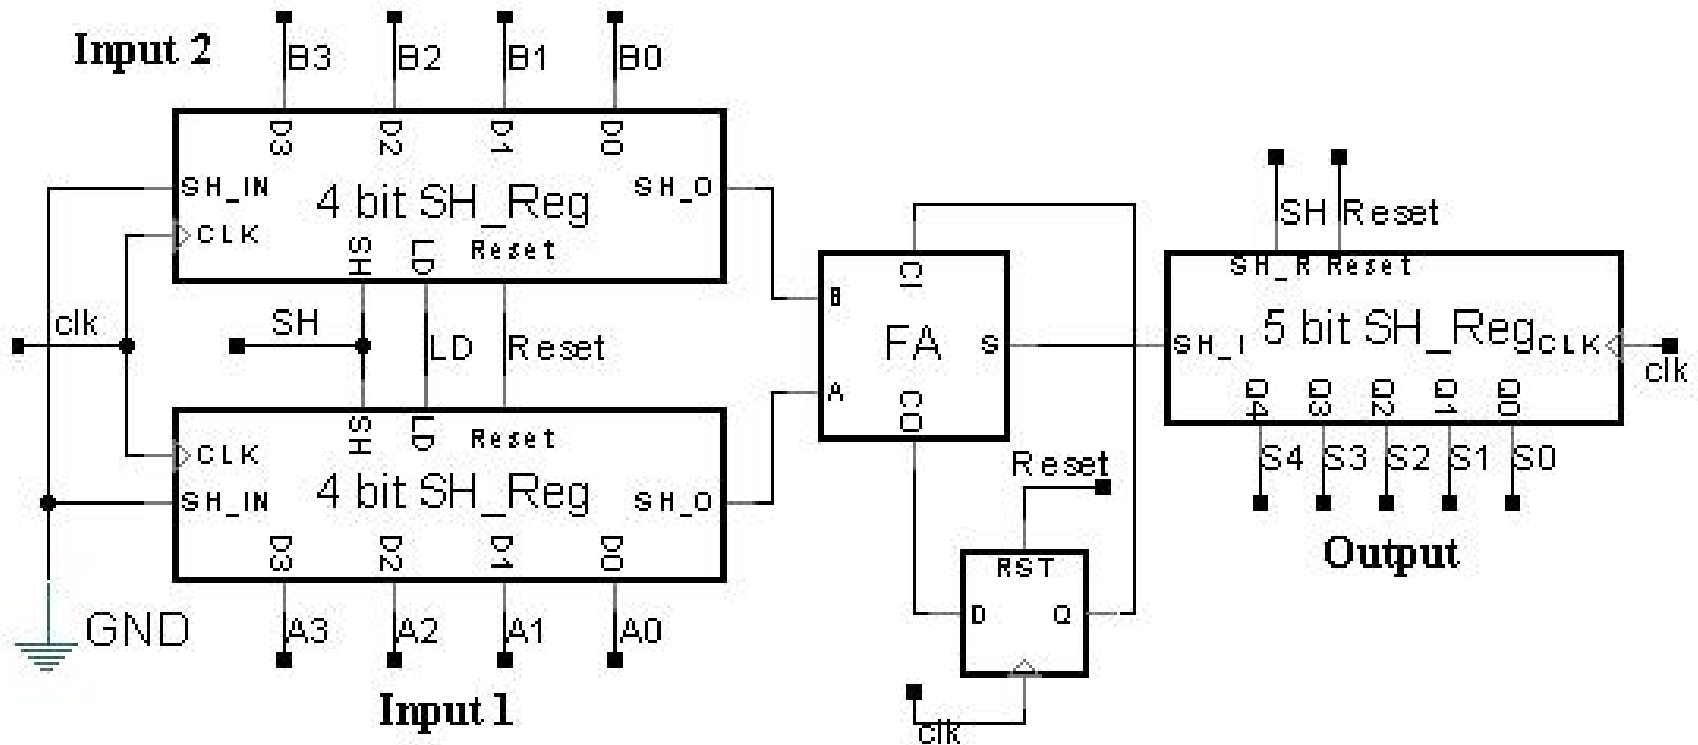 Input 2
B3 B2 B1 B0
D3 D2 D1 D0
SH_IN 4 bit SH_Reg SH_O
CLK
SH LD Reset
clk SH LD Reset
SH LD Reset
CLK
SH_IN 4 bit SH_Reg SH_O
D3 D2 D1 D0
GND A3 A2 A1 A0
Input 1
CI
B
FA S
A
CO
Reset
RST
D Q
clk
SH Reset
SH_R Reset
SH_I 5 bit SH_Reg CLK clk
Q4 Q3 Q2 Q1 Q0
S4 S3 S2 S1 S0
Output